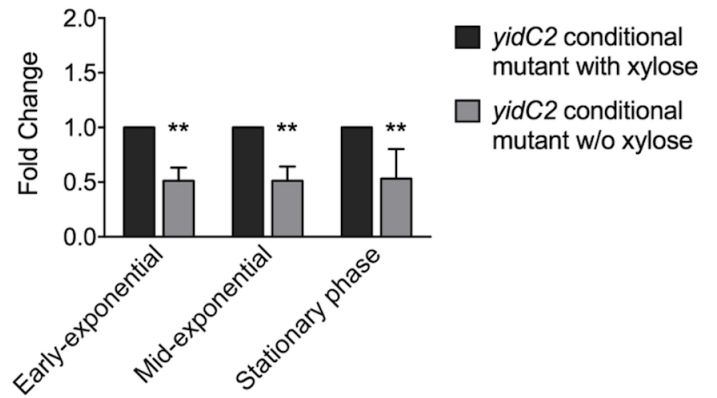 2.0
1.5
1.0
0.5
0.0
Fold Change
** ** **
Early-exponential
Mid-exponential
Stationary phase
yidC2 conditional
mutant with xylose
yidC2 conditional
mutant w/o xylose